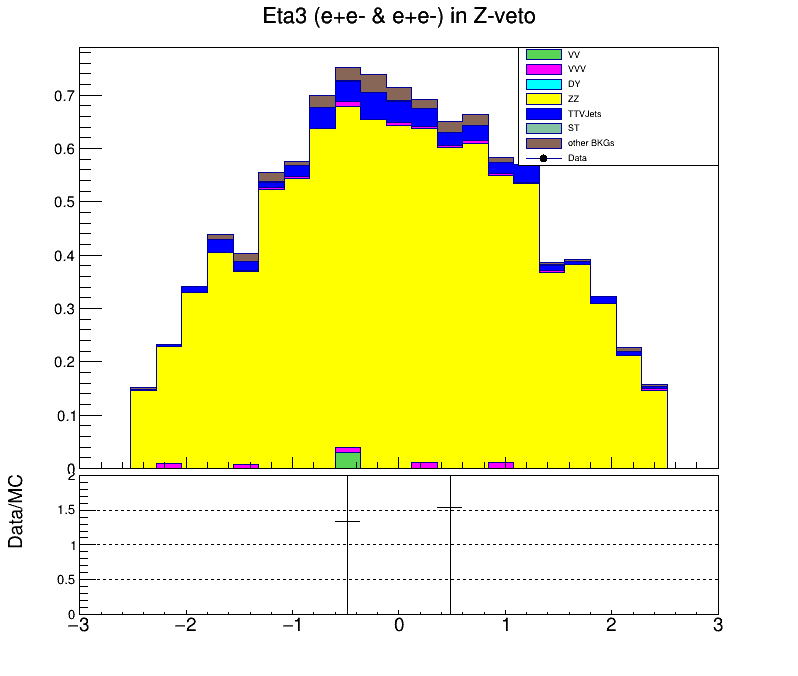 Eta3 (e+e- & e+e-) in Z-veto
VV
VVV
DY
ZZ
TTVJets
ST
other BKGs
Data
0.7
0.6
0.5
0.4
0.3
0.2
0.1
0
Data/MC
2
1.5
1
0.5
0
−3 −2 −1 0 1 2 3